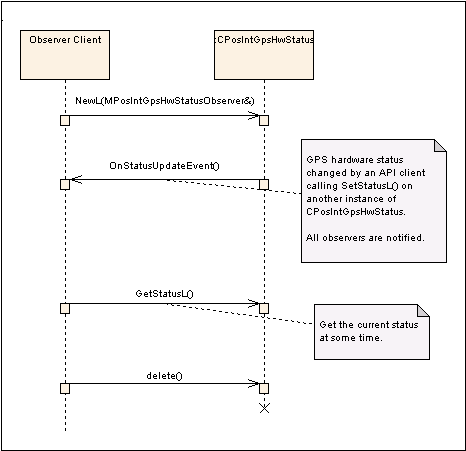 Observer Client
:CPosIntGpsHwStatus
NewL(MPosIntGpsHwStatusObserver&)
OnStatusUpdateEvent()
GPS hardware status
changed by an API client
calling SetStatusL() on
another instance of
CPosIntGpsHwStatus.
All observers are notified.
GetStatusL()
Get the current status
at some time.
delete()